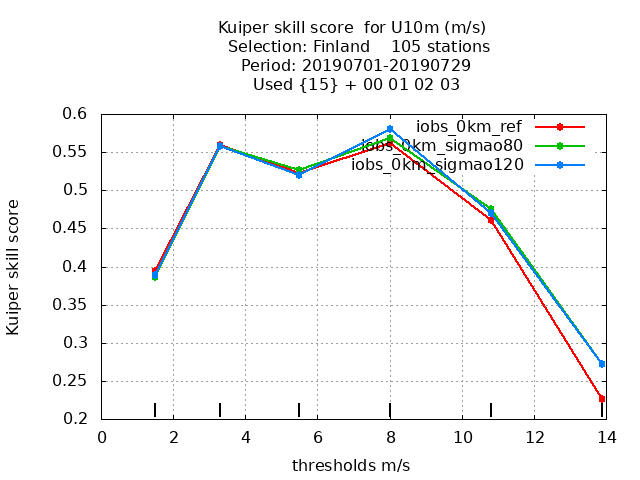 Kuiper skill score  for U10m (m/s)
Selection: Finland    105 stations
Period: 20190701-20190729
Used {15} + 00 01 02 03
iobs_0km_ref
iobs_0km_sigmao80
iobs_0km_sigmao120
Kuiper skill score
0.6
0.55
0.5
0.45
0.4
0.35
0.3
0.25
0.2
0 2 4 6 8 10 12 14
thresholds m/s